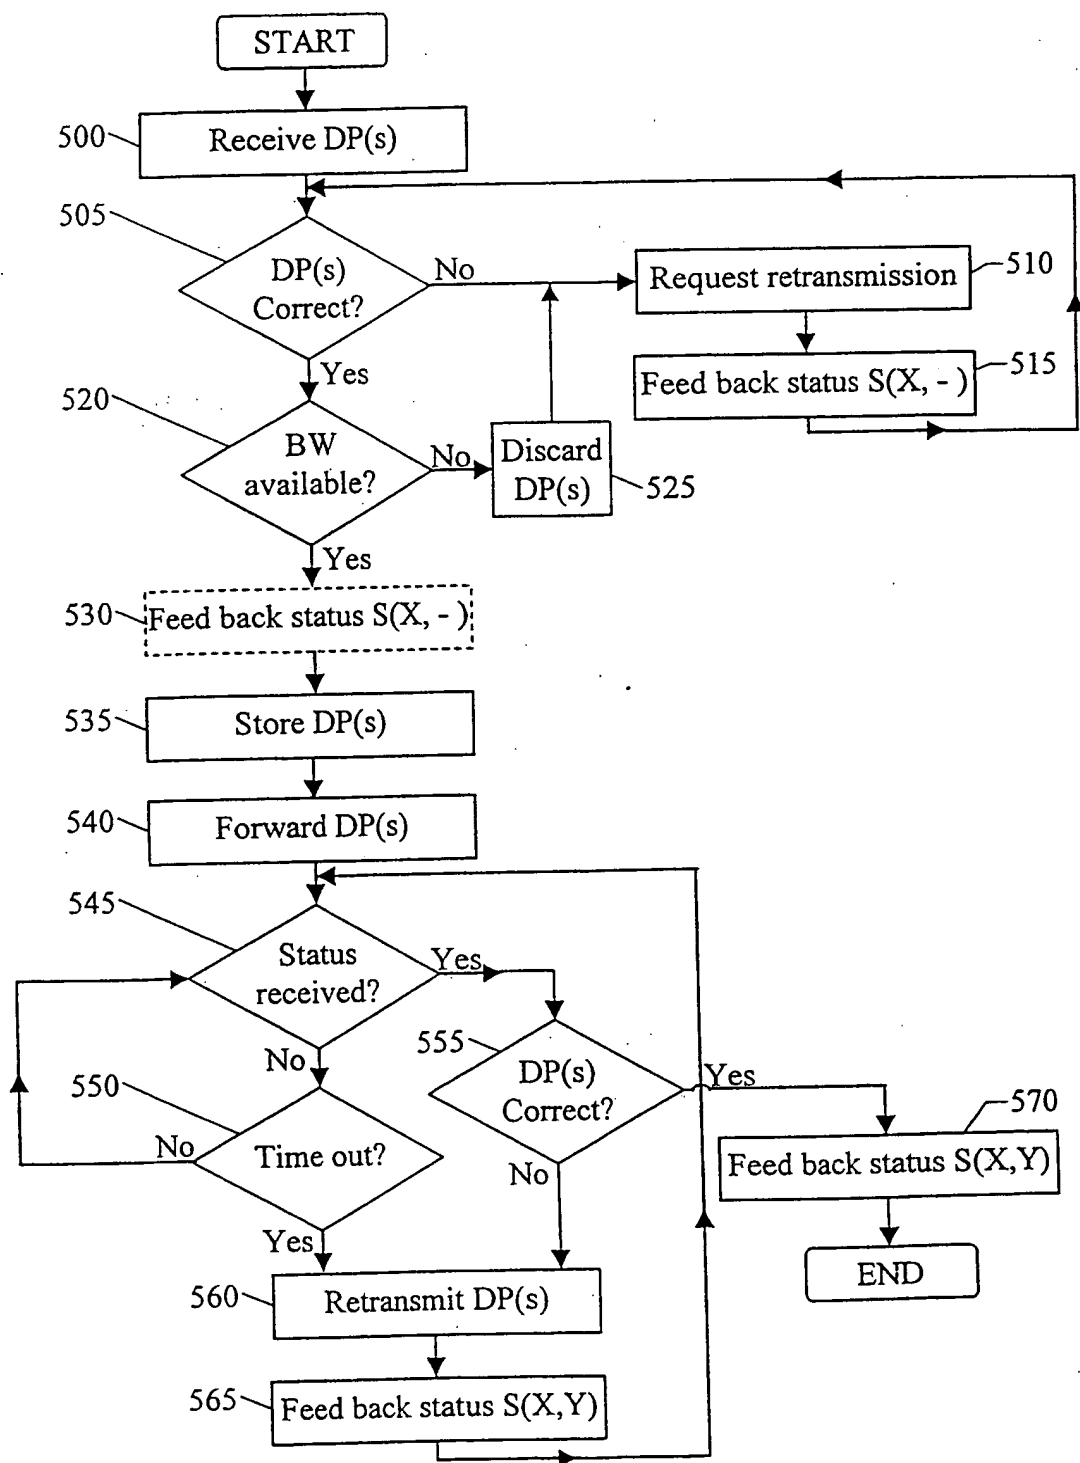 START
500
Receive DP(s)
505
DP(s)
Correct?
No
Request retransmission
510
Yes
Feed back status S(X, - )
515
520
BW
available?
No
Discard
DP(s)
525
Yes
530
Feed back status S(X, - )
535
Store DP(s)
540
Forward DP(s)
545
Status
received?
Yes
No
555
DP(s)
Correct?
Yes
550
Time out?
No
No
570
Feed back status S(X,Y)
Yes
END
560
Retransmit DP(s)
565
Feed back status S(X,Y)